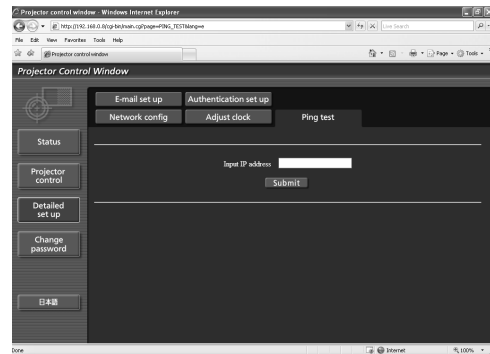 Projector control window - Windows Internet Explorer
http://192.168.0.8/cgi-bin/main.cgi?page=PING_TEST&lang=e
Live Search
File Edit View Favorites Tools Help
Projector control window
Page Tools
Projector Control Window
E-mail set up Authentication set up
Network config Adjust clock Ping test
Status
Input IP address
Projector
control
Submit
Detailed
set up
Change
password
日本語
Done Internet 100%